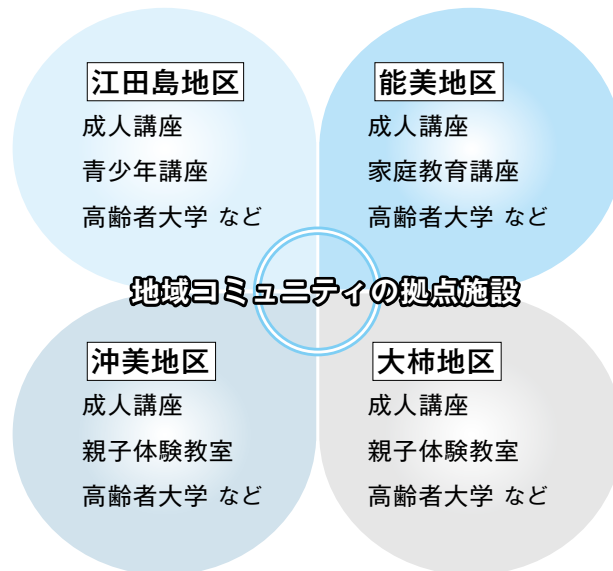 江田島地区
成人講座
青少年講座
高齢者大学 など
能美地区
成人講座
家庭教育講座
高齢者大学 など
地域コミュニティの拠点施設
沖美地区
成人講座
親子体験教室
高齢者大学 など
大柿地区
成人講座
親子体験教室
高齢者大学 など